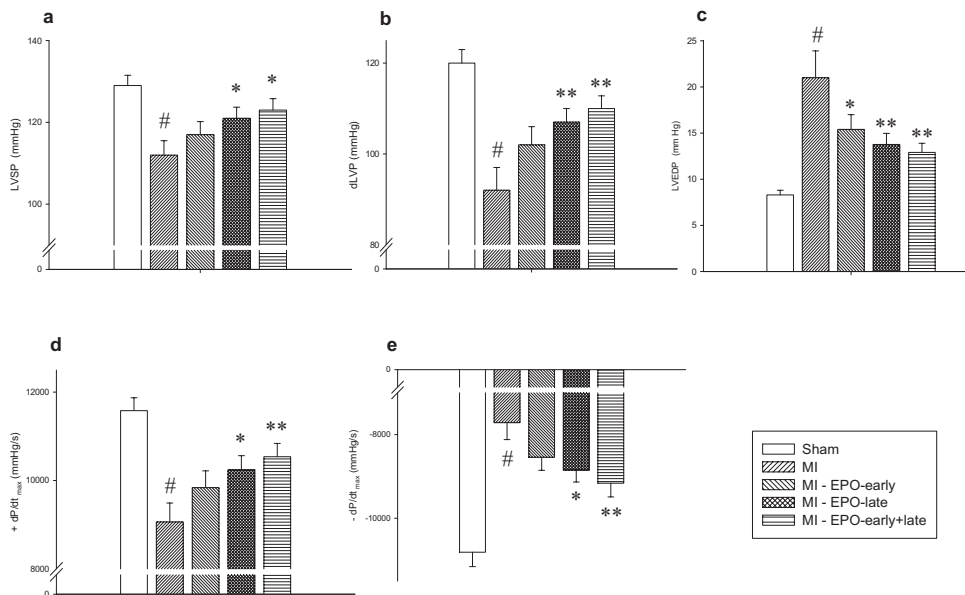 a
LVSP (mmHg)
140
120
100
0
#
*
*
b
dLVP (mmHg)
120
100
80
0
#
**
**
c
LVEDP (mm Hg)
25
20
15
10
5
0
#
*
**
**
d
+ dP/dt max (mmHg/s)
12000
10000
8000
0
#
*
**
e
- dP/dt max (mmHg/s)
0
-8000
-10000
#
*
**
Sham
MI
MI - EPO-early
MI - EPO-late
MI - EPO-early+late